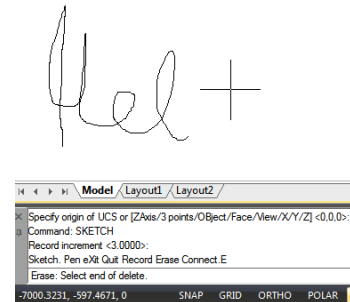 Hel
Model Layout1 Layout2
Specify origin of UCS or [ZAxis/3 points/OBject/Face/View/X/Y/Z] <0,0,0>:
Command: SKETCH
Record increment <3.0000>:
Sketch. Pen eXit Quit Record Erase Connect.E
Erase: Select end of delete.
-7000.3231, -597.4671, 0 SNAP GRID ORTHO POLAR